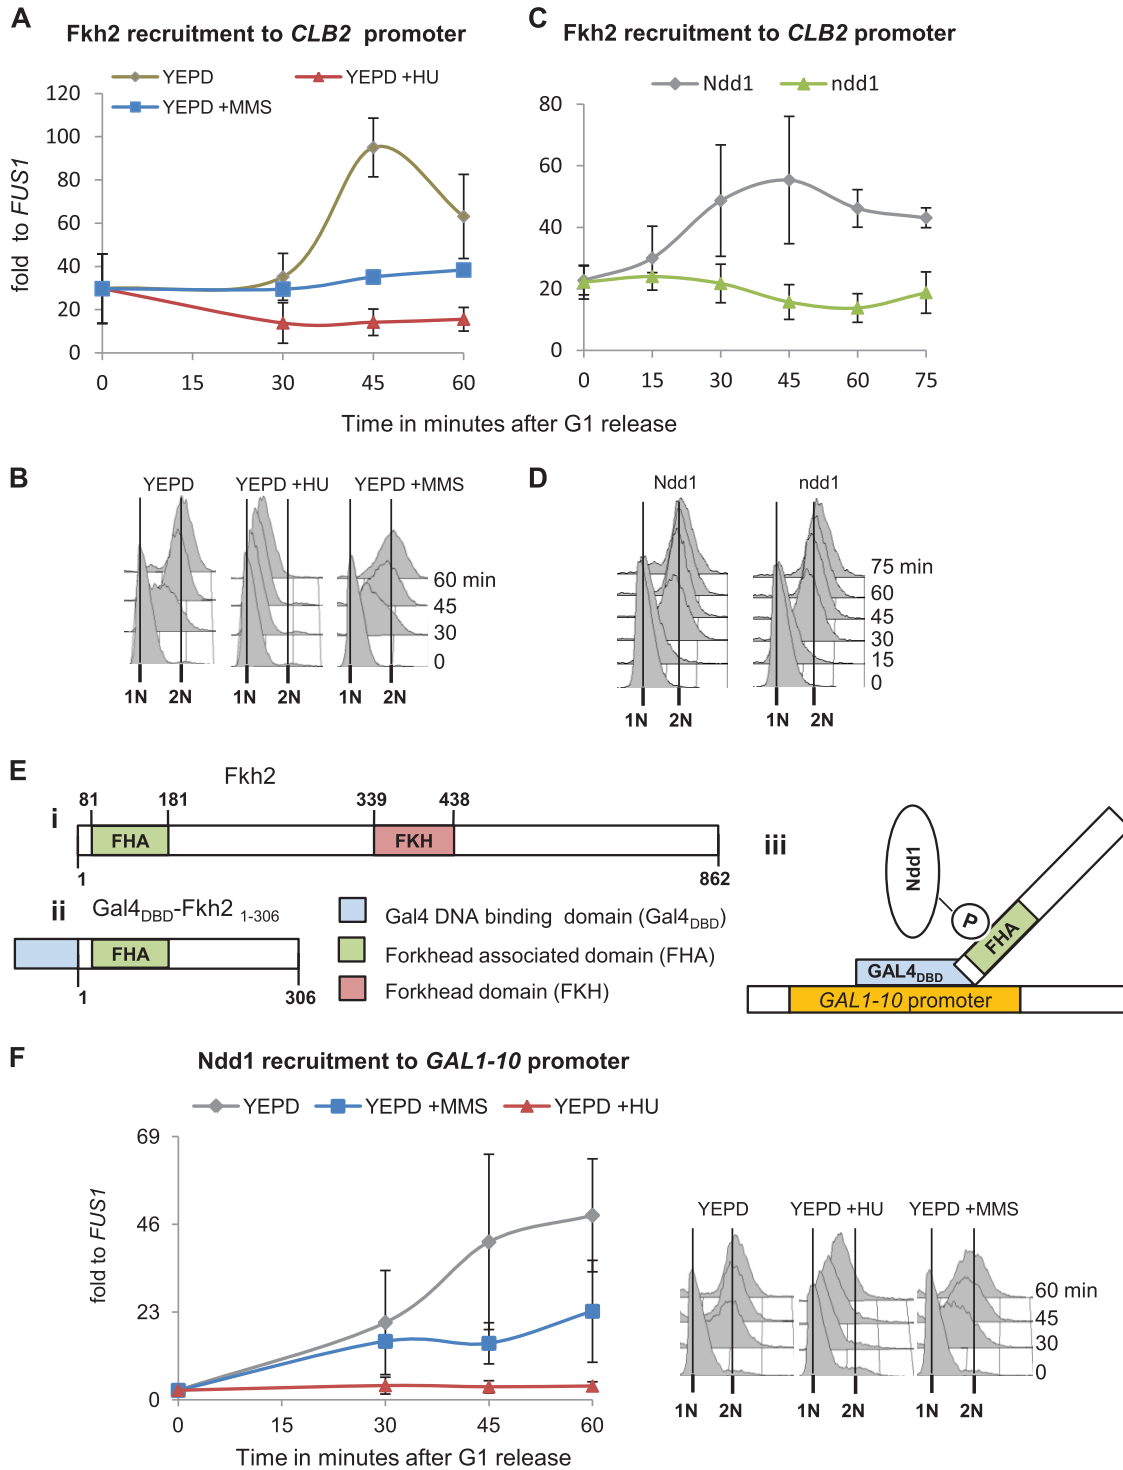 A
Fkh2 recruitment to CLB2 promoter
YEPD
YEPD +HU
YEPD +MMS
120
100
80
60
40
20
0
fold to FUS1
0 15 30 45 60
C
Fkh2 recruitment to CLB2 promoter
Ndd1
ndd1
80
60
40
20
0
0 15 30 45 60 75
Time in minutes after G1 release
B
YEPD
YEPD +HU
YEPD +MMS
60 min
45
30
0
1N 2N
1N 2N
1N 2N
D
Ndd1
ndd1
75 min
60
45
30
15
0
1N 2N
1N 2N
E
Fkh2
i
81 181 339 438
FHA
FKH
1
862
ii
Gal4DBD-Fkh2 1-306
FHA
1
306
Gal4 DNA binding domain (Gal4DBD)
Forkhead associated domain (FHA)
Forkhead domain (FKH)
iii
Ndd1
P
FHA
GAL4DBD
GAL1-10 promoter
F
Ndd1 recruitment to GAL1-10 promoter
YEPD
YEPD +MMS
YEPD +HU
69
46
23
0
fold to FUS1
0 15 30 45 60
Time in minutes after G1 release
YEPD
YEPD +HU
YEPD +MMS
60 min
45
30
0
1N 2N
1N 2N
1N 2N